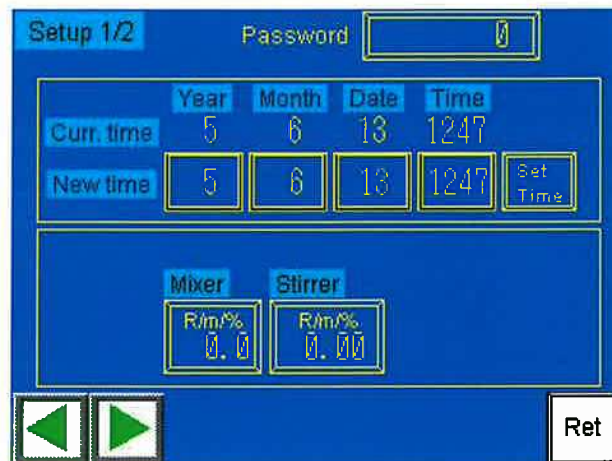 Setup 1/2 Password 0
Year Month Date Time
Curr. time 5 6 13 1247
New time 5 6 13 1247 Set Time
Mixer Stirrer
R/m/% R/m/%
0.0 0.00
Ret